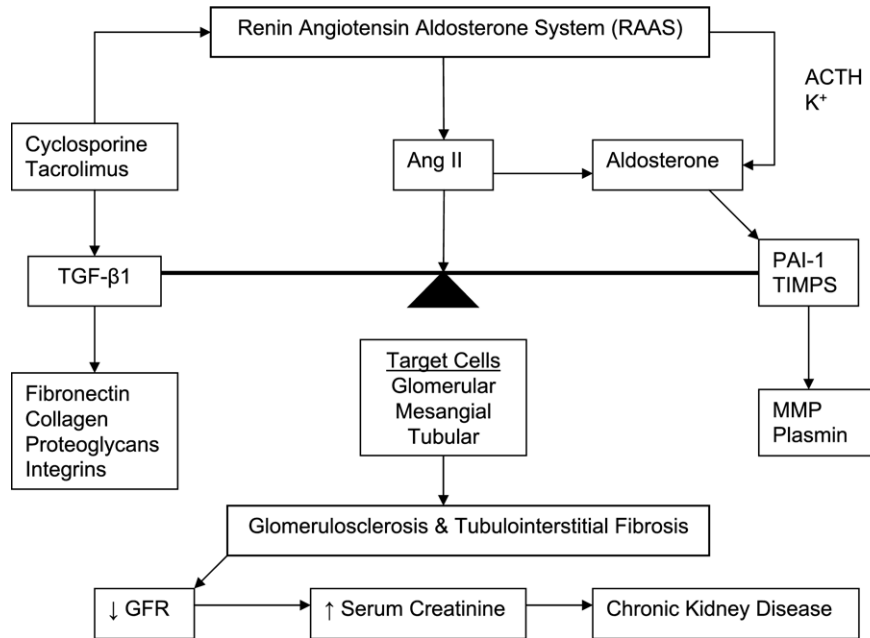 Renin Angiotensin Aldosterone System (RAAS)
ACTH
K⁺
Cyclosporine
Tacrolimus
Ang II
Aldosterone
TGF-β1
PAI-1
TIMPS
Target Cells
Glomerular
Mesangial
Tubular
Fibronectin
Collagen
Proteoglycans
Integrins
MMP
Plasmin
Glomerulosclerosis & Tubulointerstitial Fibrosis
↓ GFR
↑ Serum Creatinine
Chronic Kidney Disease